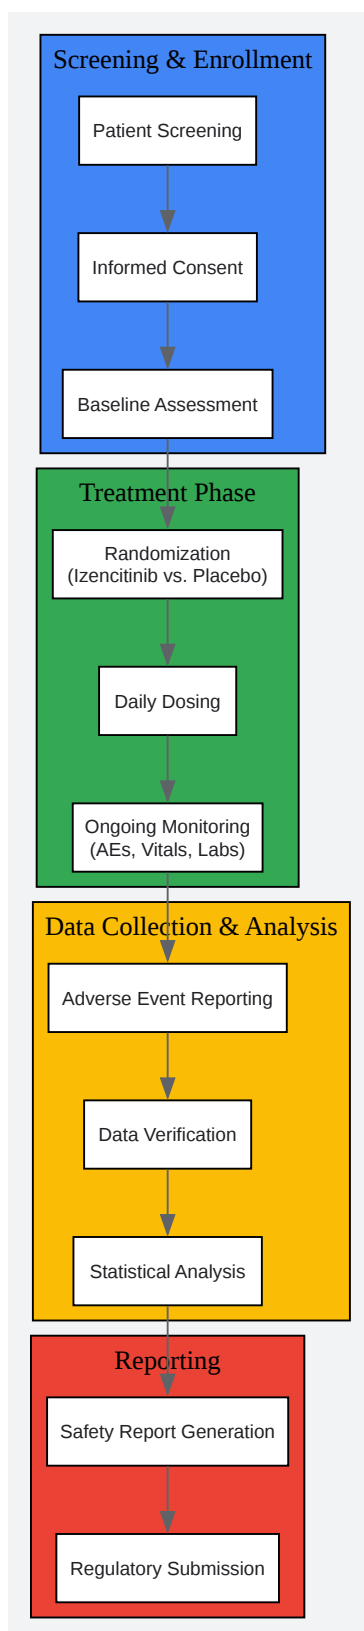 Screening & Enrollment
Patient Screening
Informed Consent
Baseline Assessment
Treatment Phase
Randomization
(Izencitinib vs. Placebo)
Daily Dosing
Ongoing Monitoring
(AEs, Vitals, Labs)
Data Collection & Analysis
Adverse Event Reporting
Data Verification
Statistical Analysis
Reporting
Safety Report Generation
Regulatory Submission